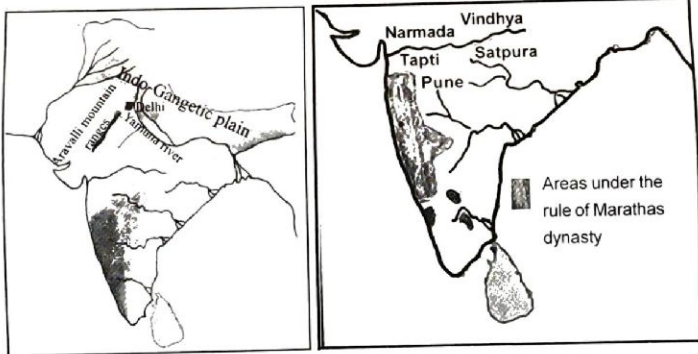 Indo-Gangetic plain
Delhi
Aravalli mountain
ranges
Yamuna river
Vindhya
Narmada
Tapti
Satpura
Pune
Areas under the
rule of Marathas
dynasty